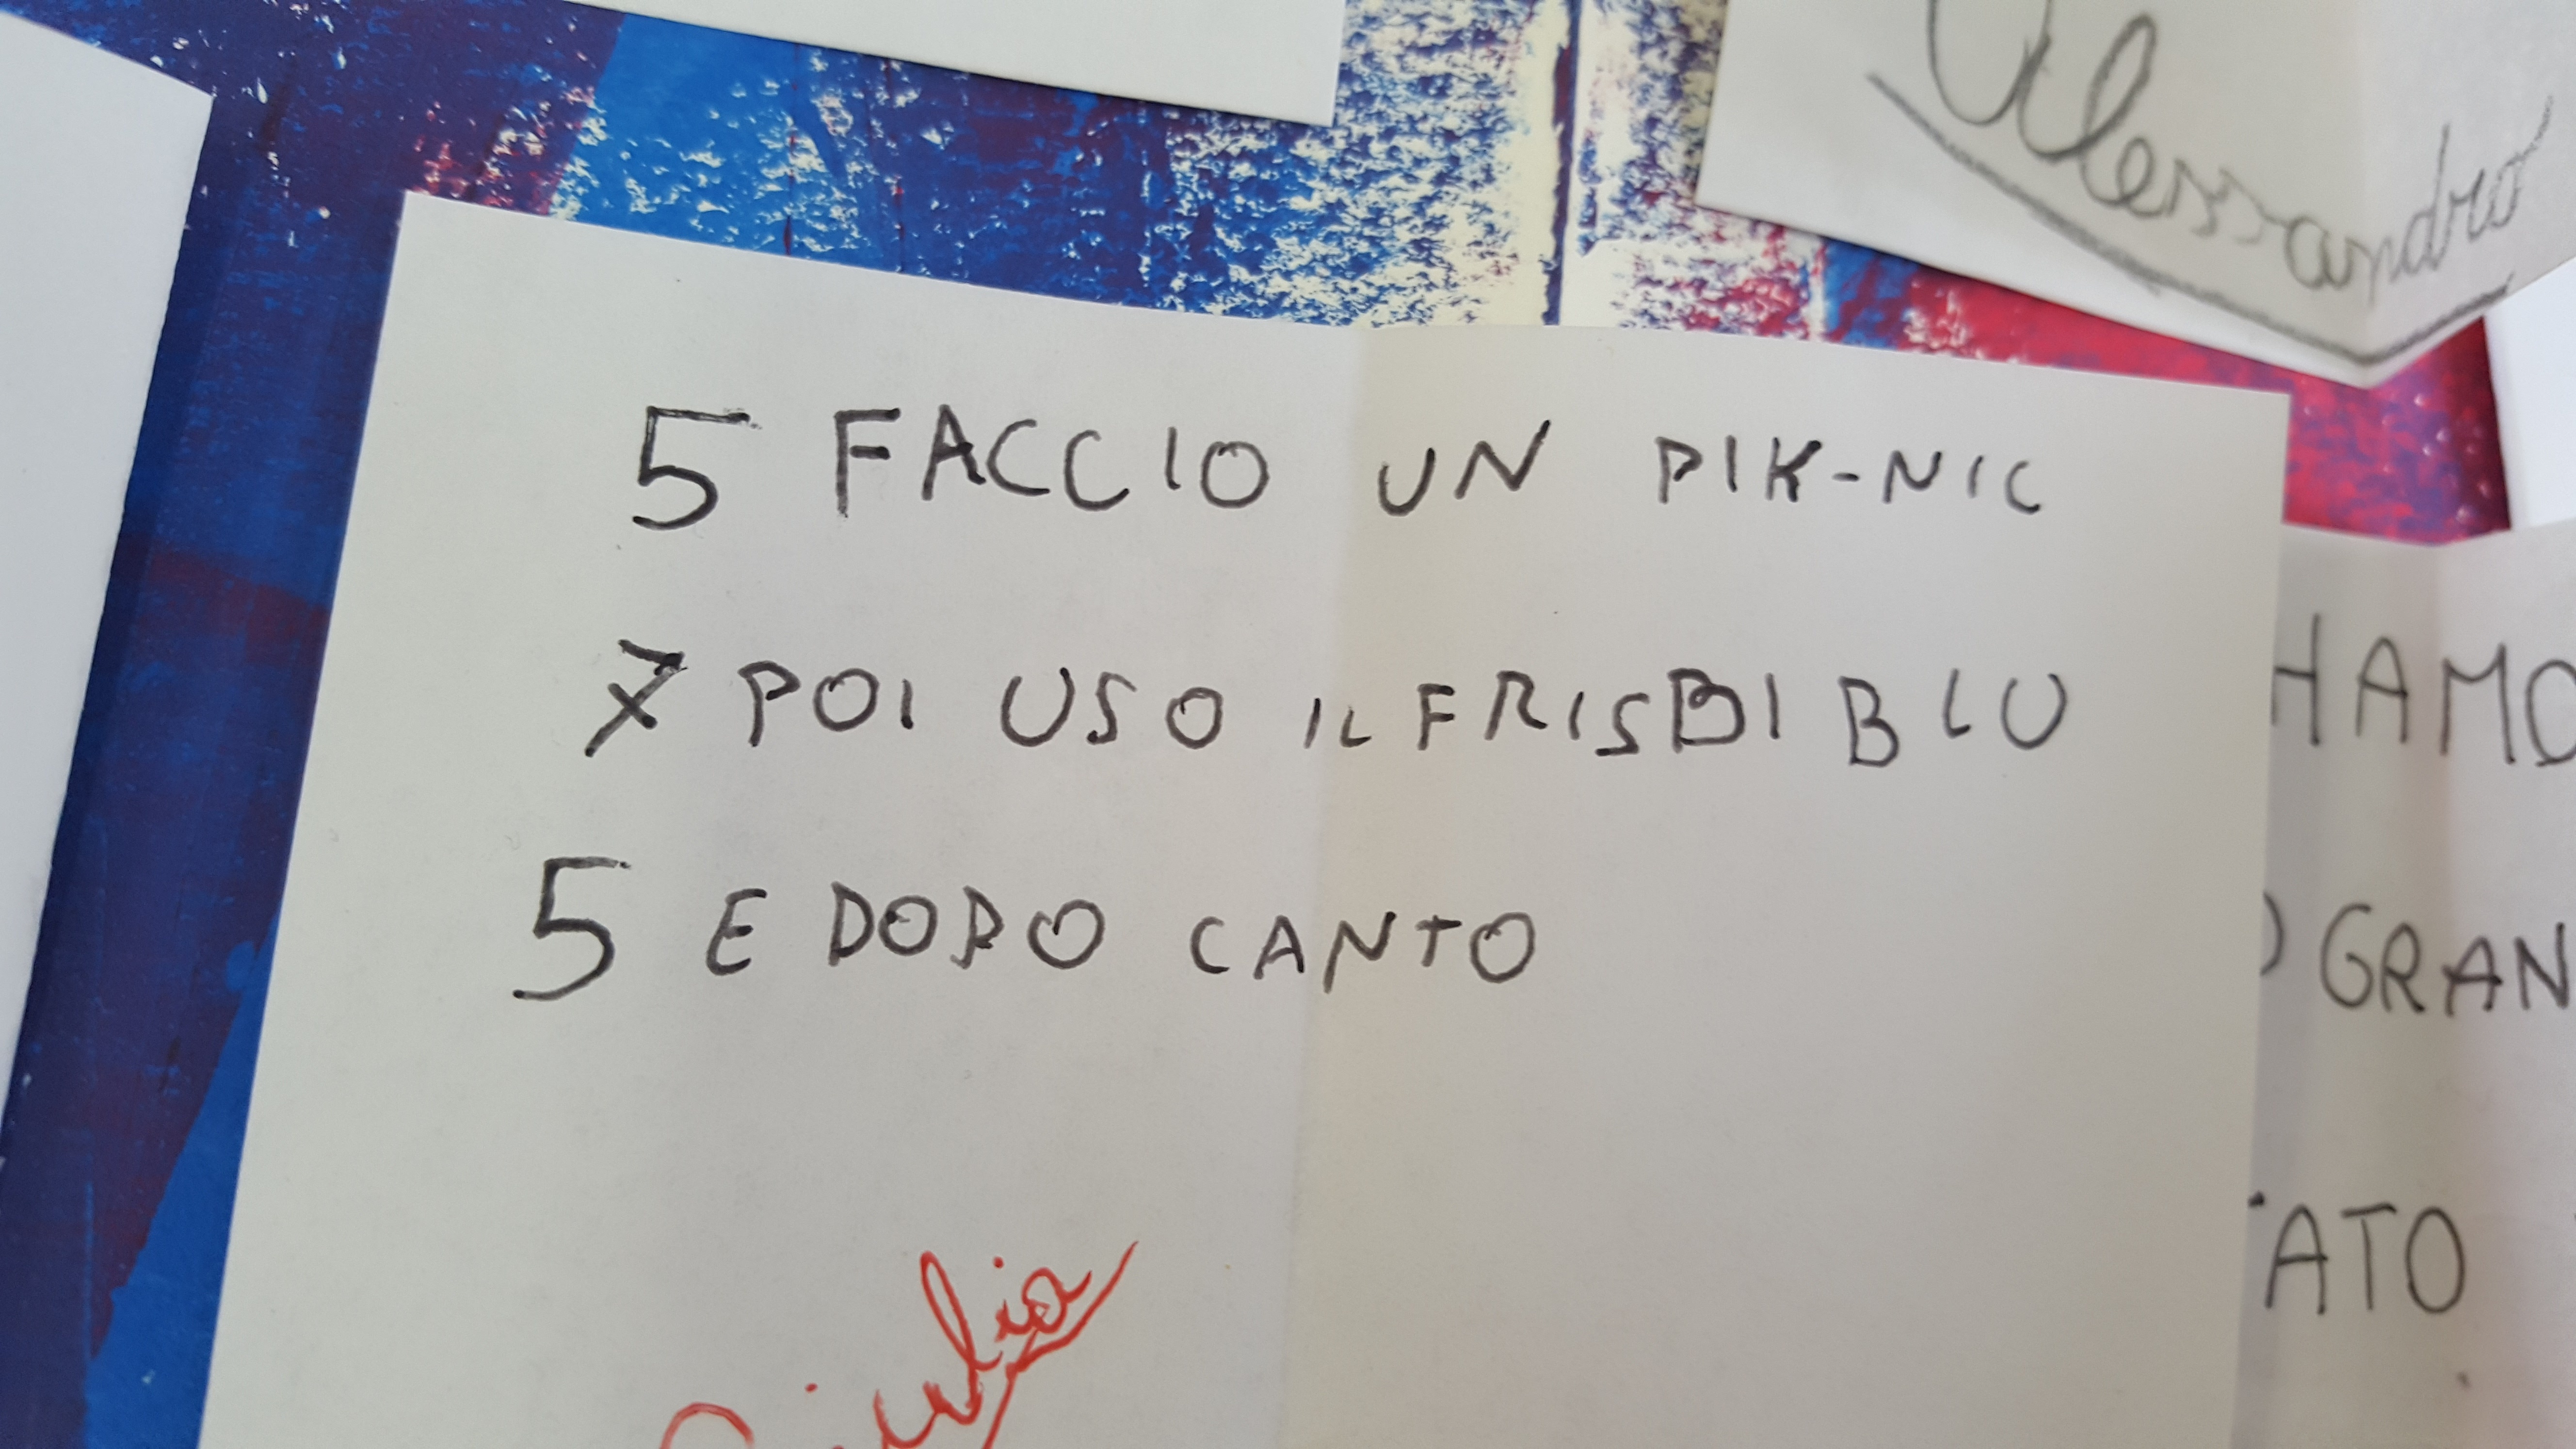 Alessandro
5 FACCIO UN PIK-NIC
7 POI USO IL FRISBI BLU
5 E DOPO CANTO
Giulia
HAMO
GRAN
ATO